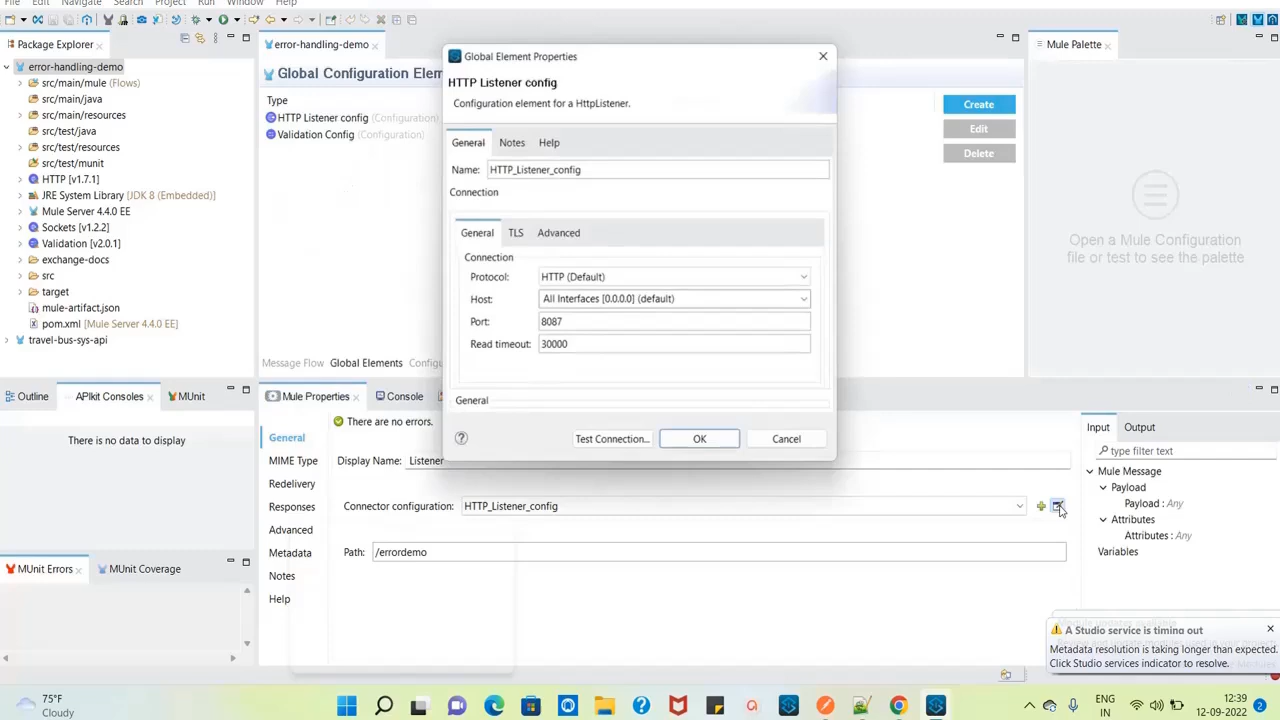 File Edit Navigate Search Project Run Window Help
Package Explorer
error-handling-demo
src/main/mule (Flows)
src/main/java
src/main/resources
src/test/java
src/test/resources
src/test/munit
HTTP [v1.7.1]
JRE System Library [JDK 8 (Embedded)]
Mule Server 4.4.0 EE
Sockets [v1.2.2]
Validation [v2.0.1]
exchange-docs
src
target
mule-artifact.json
pom.xml [Mule Server 4.4.0 EE]
travel-bus-sys-api
error-handling-demo
Global Configuration Elem
Type
HTTP Listener config (Configuration)
Validation Config (Configuration)
Create
Edit
Delete
Message Flow Global Elements Configu
Global Element Properties
HTTP Listener config
Configuration element for a HttpListener.
General Notes Help
Name: HTTP_Listener_config
Connection
General TLS Advanced
Connection
Protocol: HTTP (Default)
Host: All Interfaces [0.0.0.0] (default)
Port: 8087
Read timeout: 30000
General
Test Connection... OK Cancel
Mule Palette
Open a Mule Configuration
file or test to see the palette
Outline APIkit Consoles MUnit
There is no data to display
MUnit Errors MUnit Coverage
Mule Properties Console
There are no errors.
General
MIME Type
Redelivery
Responses
Advanced
Metadata
Notes
Help
Display Name: Listener
Connector configuration: HTTP_Listener_config
Path: /errordemo
Input Output
type filter text
Mule Message
Payload
Payload : Any
Attributes
Attributes : Any
Variables
A Studio service is timing out
Metadata resolution is taking longer than expected.
Click Studio services indicator to resolve.
75°F
Cloudy
ENG
IN
12:39
12-09-2022